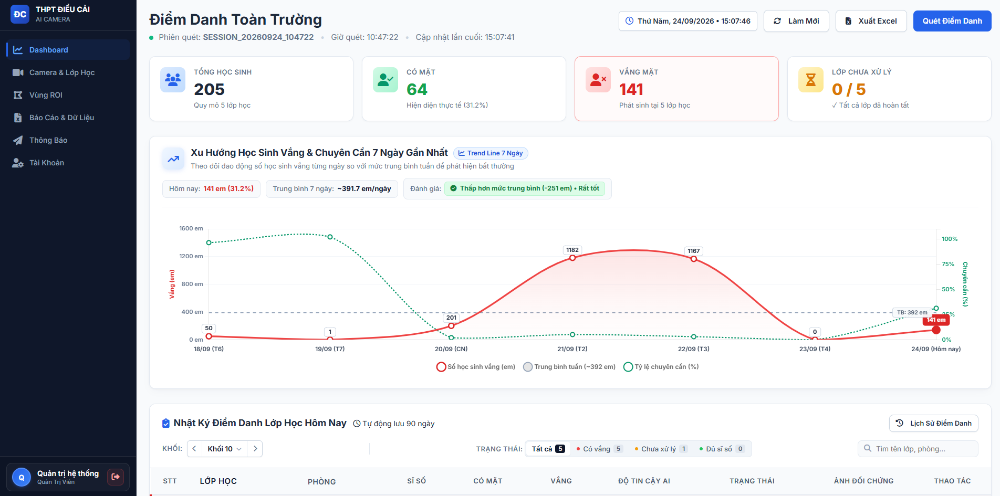 ĐC
THPT ĐIỂU CẢI
AI CAMERA
Dashboard
Camera & Lớp Học
Vùng ROI
Báo Cáo & Dữ Liệu
Thông Báo
Tài Khoản
Q
Quản trị hệ thống
Quản Trị Viên
Điểm Danh Toàn Trường
Phiên quét: SESSION_20260924_104722 • Giờ quét: 10:47:22 • Cập nhật lần cuối: 15:07:41
Thứ Năm, 24/09/2026 • 15:07:46
Làm Mới
Xuất Excel
Quét Điểm Danh
TỔNG HỌC SINH
205
Quy mô 5 lớp học
CÓ MẶT
64
Hiện diện thực tế (31.2%)
VẮNG MẶT
141
Phát sinh tại 5 lớp học
LỚP CHƯA XỬ LÝ
0 / 5
✓ Tất cả lớp đã hoàn tất
Xu Hướng Học Sinh Vắng & Chuyên Cần 7 Ngày Gần Nhất
Trend Line 7 Ngày
Theo dõi dao động số học sinh vắng từng ngày so với mức trung bình tuần để phát hiện bất thường
Hôm nay: 141 em (31.2%)
Trung bình 7 ngày: ~391.7 em/ngày
Đánh giá: Thấp hơn mức trung bình (-251 em) • Rất tốt
Vắng (em)
1600 em
1200 em
800 em
400 em
0 em
50
1
201
1182
1167
0
TB: 392 em
141 em
100%
75%
50%
25%
0%
Chuyên cần (%)
18/09 (T6)
19/09 (T7)
20/09 (CN)
21/09 (T2)
22/09 (T3)
23/09 (T4)
24/09 (Hôm nay)
Số học sinh vắng (em)
Trung bình tuần (~392 em)
Tỷ lệ chuyên cần (%)
Nhật Ký Điểm Danh Lớp Học Hôm Nay
Tự động lưu 90 ngày
Lịch Sử Điểm Danh
KHỐI:
Khối 10
TRẠNG THÁI:
Tất cả 5
Có vắng 5
Chưa xử lý 1
Đủ sĩ số 0
Tìm tên lớp, phòng...
STT
LỚP HỌC
PHÒNG
SĨ SỐ
CÓ MẶT
VẮNG
ĐỘ TIN CẬY AI
TRẠNG THÁI
ẢNH ĐỐI CHỨNG
THAO TÁC